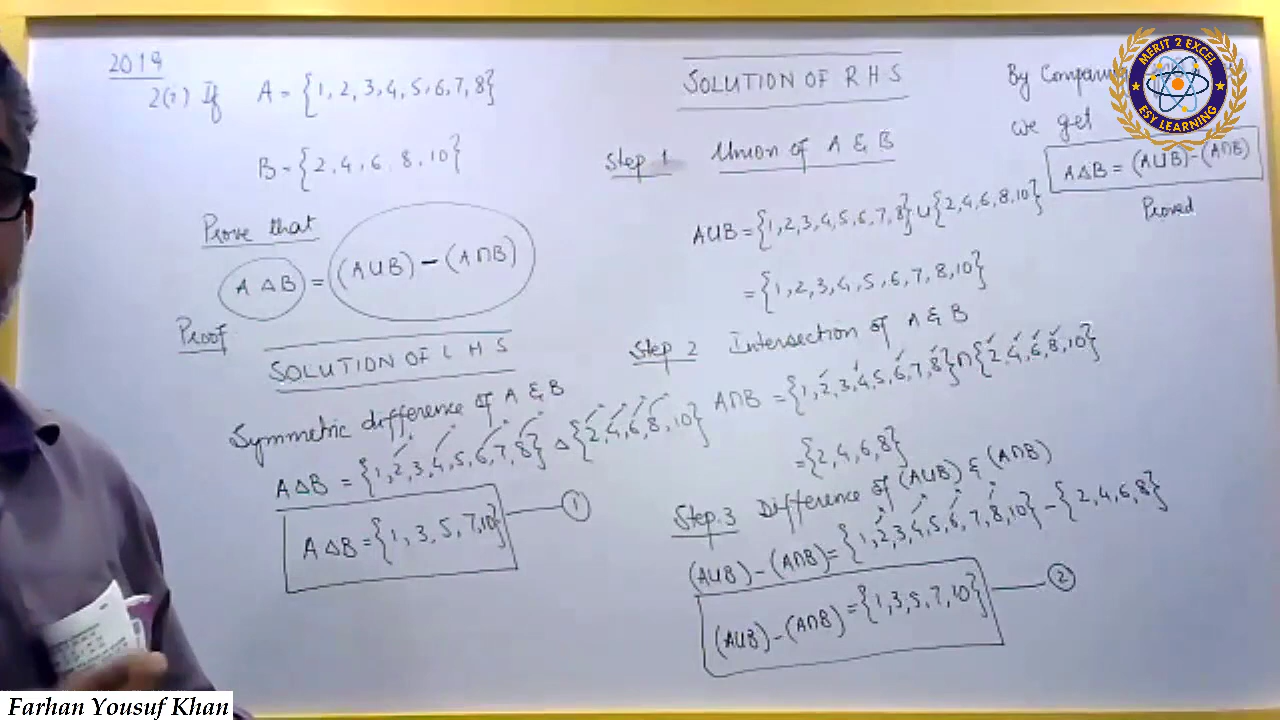 2019
2(i) If A = {1, 2, 3, 4, 5, 6, 7, 8}
B = {2, 4, 6, 8, 10}
Prove that
A Δ B = (A ∪ B) − (A ∩ B)
Proof
SOLUTION OF L H S
Symmetric difference of A & B
A Δ B = {1, 2, 3, 4, 5, 6, 7, 8} Δ {2, 4, 6, 8, 10}
A Δ B = {1, 3, 5, 7, 10} 1
SOLUTION OF R H S
Step 1 Union of A & B
A∪B = {1, 2, 3, 4, 5, 6, 7, 8} ∪ {2, 4, 6, 8, 10}
= {1, 2, 3, 4, 5, 6, 7, 8, 10}
Step 2 Intersection of A & B
A∩B = {1, 2, 3, 4, 5, 6, 7, 8} ∩ {2, 4, 6, 8, 10}
= {2, 4, 6, 8}
Step.3 Difference of (A∪B) & (A∩B)
(A∪B) − (A∩B) = {1, 2, 3, 4, 5, 6, 7, 8, 10} − {2, 4, 6, 8}
(A∪B) − (A∩B) = {1, 3, 5, 7, 10} 2
By
we get
A Δ B = (A∪B) − (A∩B)
Proved
MERIT 2 EXCEL
ESY LEARNING
Farhan Yousuf Khan